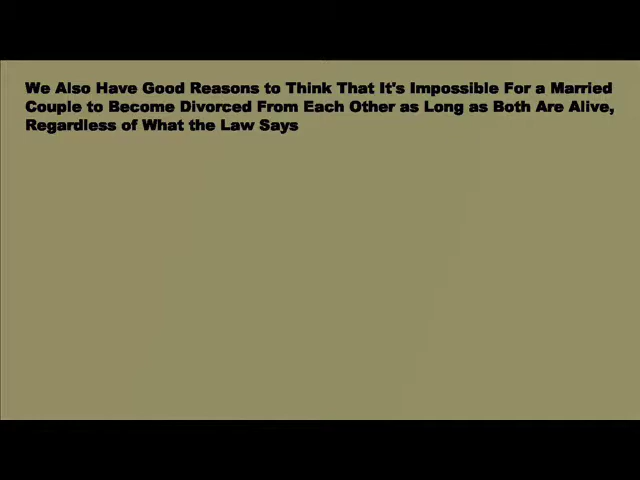 We Also Have Good Reasons to Think That It's Impossible For a Married
Couple to Become Divorced From Each Other as Long as Both Are Alive,
Regardless of What the Law Says